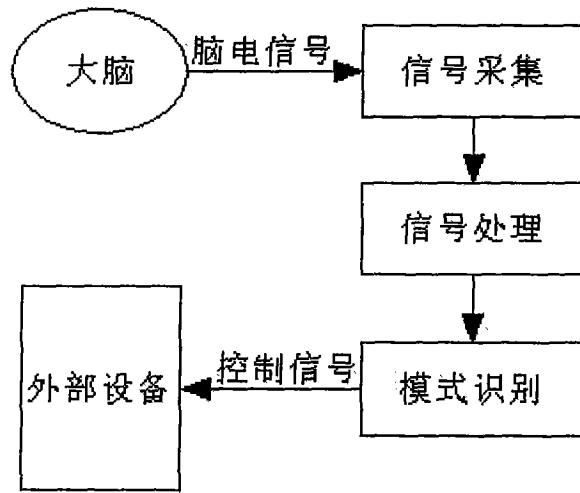 大脑
脑电信号
信号采集
信号处理
模式识别
控制信号
外部设备